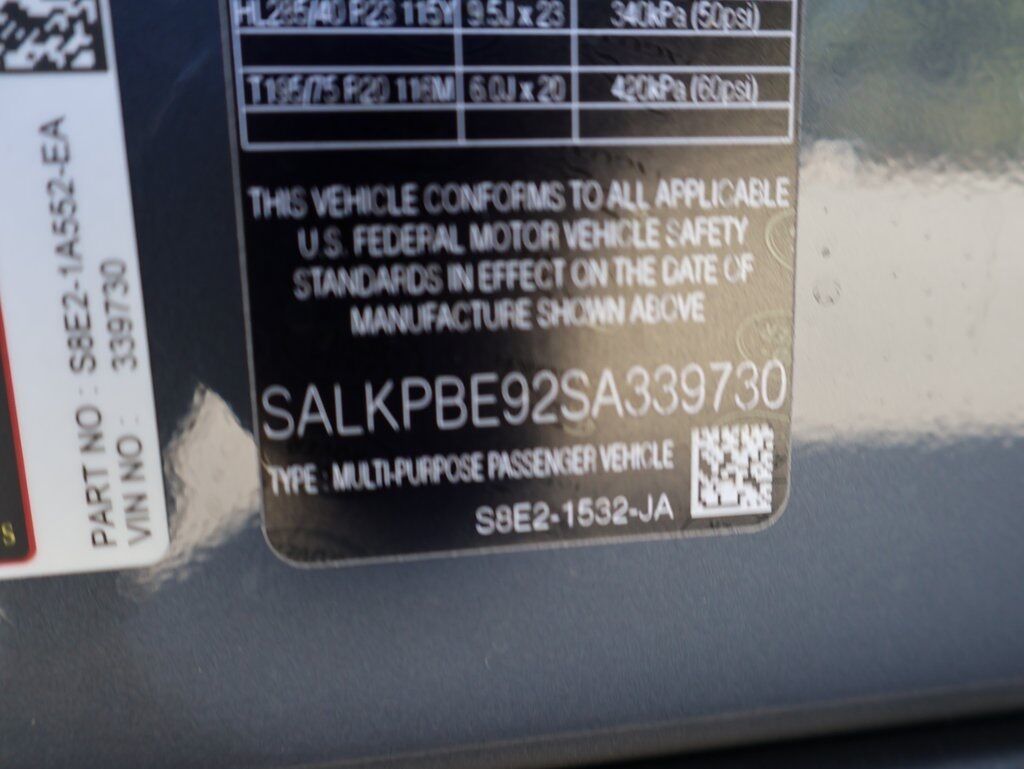 HL285/40 R23 115Y 9.5J x 23 340kPa (50psi)
T195/75 R20 116M 6.0J x 20 420kPa (60psi)
THIS VEHICLE CONFORMS TO ALL APPLICABLE
U.S. FEDERAL MOTOR VEHICLE SAFETY
STANDARDS IN EFFECT ON THE DATE OF
MANUFACTURE SHOWN ABOVE
SALKPBE92SA339730
TYPE : MULTI-PURPOSE PASSENGER VEHICLE
S8E2-1532-JA
PART NO : S8E2-1A552-EA
VIN NO : 339730
S